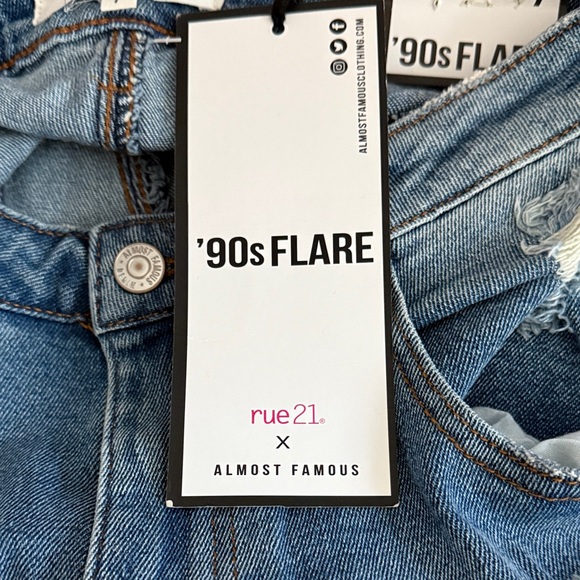 '90s FLARE
ALMOSTFAMOUSCLOTHING.COM
'90s FLARE
rue21®
X
ALMOST FAMOUS
ALMOST FAMOUS